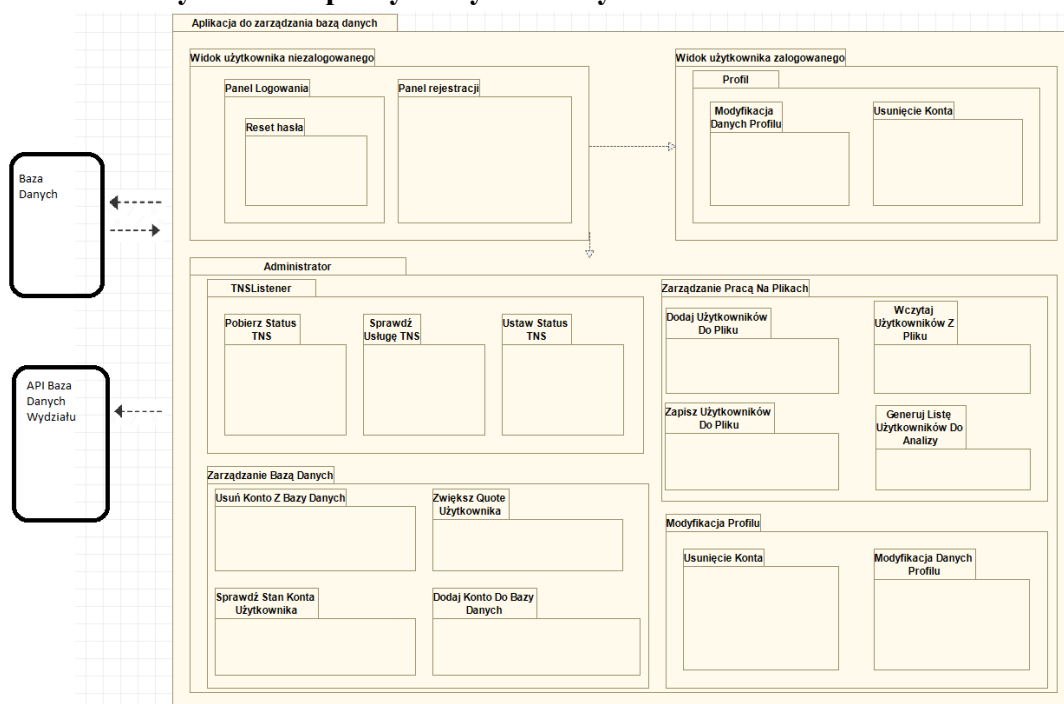 Aplikacja do zarządzania bazą danych
Widok użytkownika niezalogowanego
Panel Logowania
Reset hasła
Panel rejestracji
Widok użytkownika zalogowanego
Profil
Modyfikacja
Danych Profilu
Usunięcie Konta
Baza
Danych
API Baza
Danych
Wydziału
Administrator
TNSListener
Pobierz Status
TNS
Sprawdź
Usługę TNS
Ustaw Status
TNS
Zarządzanie Pracą Na Plikach
Dodaj Użytkowników
Do Pliku
Wczytaj
Użytkowników Z
Pliku
Zapisz Użytkowników
Do Pliku
Generuj Listę
Użytkowników Do
Analizy
Zarządzanie Bazą Danych
Usuń Konto Z Bazy Danych
Zwiększ Quote
Użytkownika
Sprawdź Stan Konta
Użytkownika
Dodaj Konto Do Bazy
Danych
Modyfikacja Profilu
Usunięcie Konta
Modyfikacja Danych
Profilu